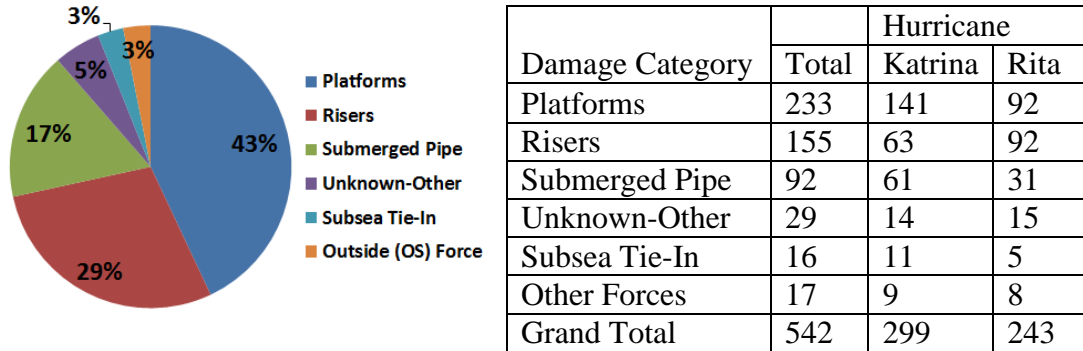 3%
3%
5%
17%
43%
29%
Platforms
Risers
Submerged Pipe
Unknown-Other
Subsea Tie-In
Outside (OS) Force
Hurricane
Damage Category Total Katrina Rita
Platforms 233 141 92
Risers 155 63 92
Submerged Pipe 92 61 31
Unknown-Other 29 14 15
Subsea Tie-In 16 11 5
Other Forces 17 9 8
Grand Total 542 299 243